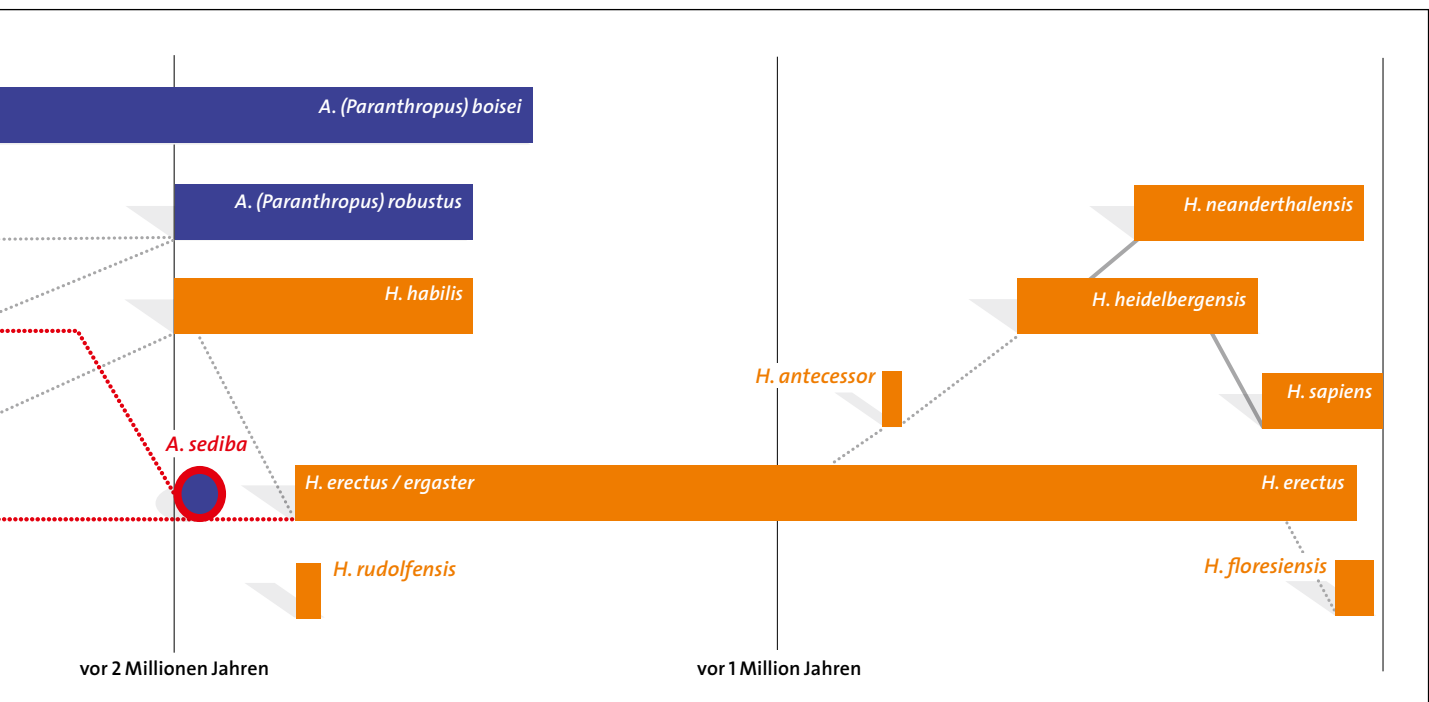 A. (Paranthropus) boisei
A. (Paranthropus) robustus
H. neanderthalensis
H. habilis
H. heidelbergensis
H. antecessor
H. sapiens
A. sediba
H. erectus / ergaster
H. erectus
H. rudolfensis
H. floresiensis
vor 2 Millionen Jahren
vor 1 Million Jahren